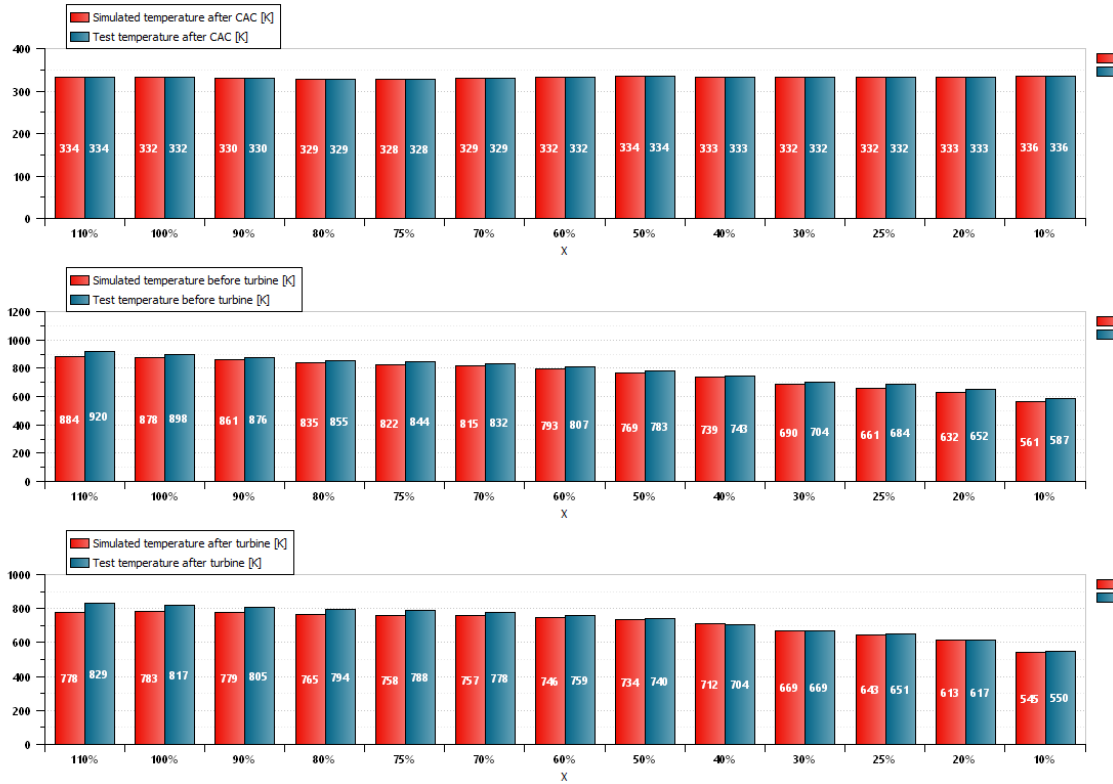 Simulated temperature after CAC [K]
Test temperature after CAC [K]
400
300
200
100
0
334 334 332 332 330 330 329 329 328 328 329 329 332 332 334 334 333 333 332 332 332 332 333 333 336 336
110% 100% 90% 80% 75% 70% 60% 50% 40% 30% 25% 20% 10%
X
Simulated temperature before turbine [K]
Test temperature before turbine [K]
1200
1000
800
600
400
200
0
884 920 878 898 861 876 835 855 822 844 815 832 793 807 769 783 739 743 690 704 661 684 632 652 561 587
110% 100% 90% 80% 75% 70% 60% 50% 40% 30% 25% 20% 10%
X
Simulated temperature after turbine [K]
Test temperature after turbine [K]
1000
800
600
400
200
0
778 829 783 817 779 805 765 794 758 788 757 778 746 759 734 740 712 704 669 669 643 651 613 617 545 550
110% 100% 90% 80% 75% 70% 60% 50% 40% 30% 25% 20% 10%
X